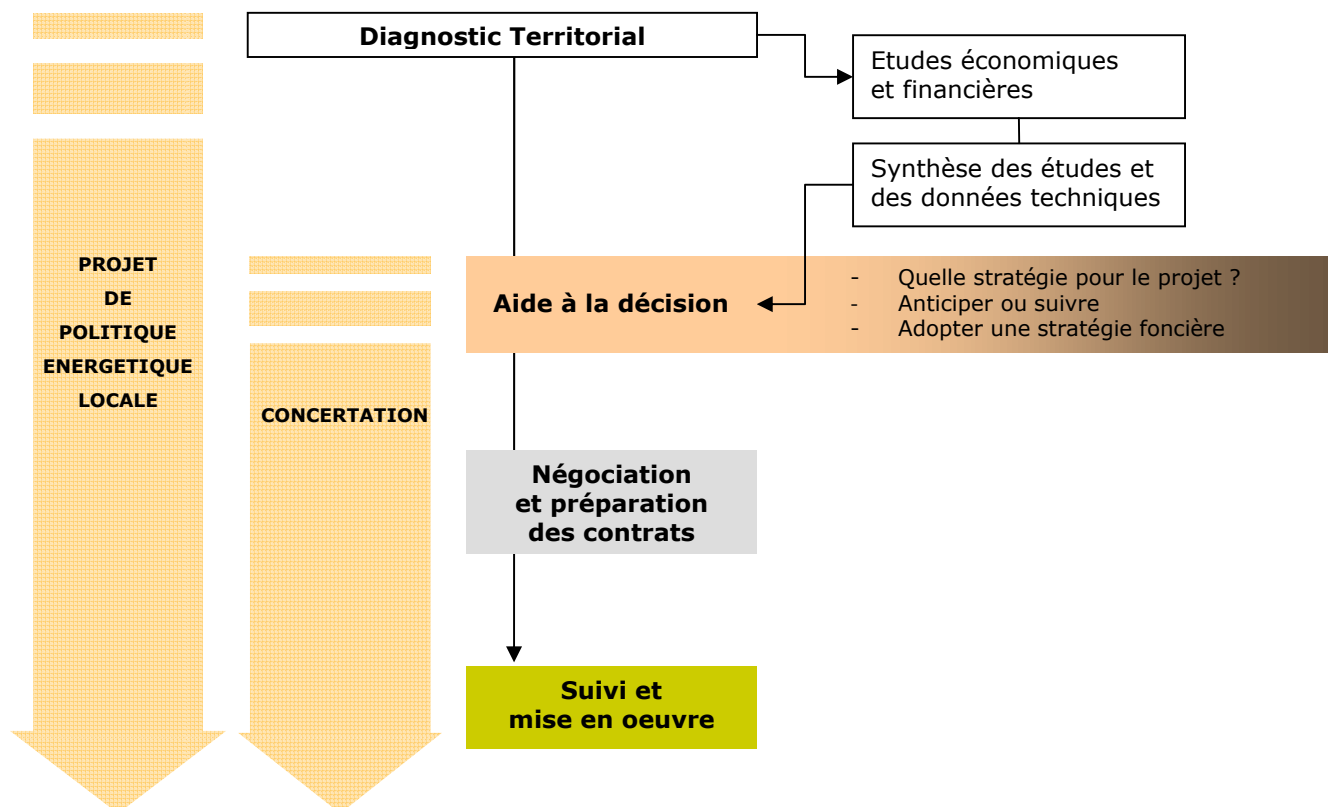 Diagnostic Territorial
Etudes économiques
et financières
Synthèse des études et
des données techniques
PROJET
DE
POLITIQUE
ENERGETIQUE
LOCALE
Aide à la décision
- Quelle stratégie pour le projet ?
- Anticiper ou suivre
- Adopter une stratégie foncière
CONCERTATION
Négociation
et préparation
des contrats
Suivi et
mise en oeuvre